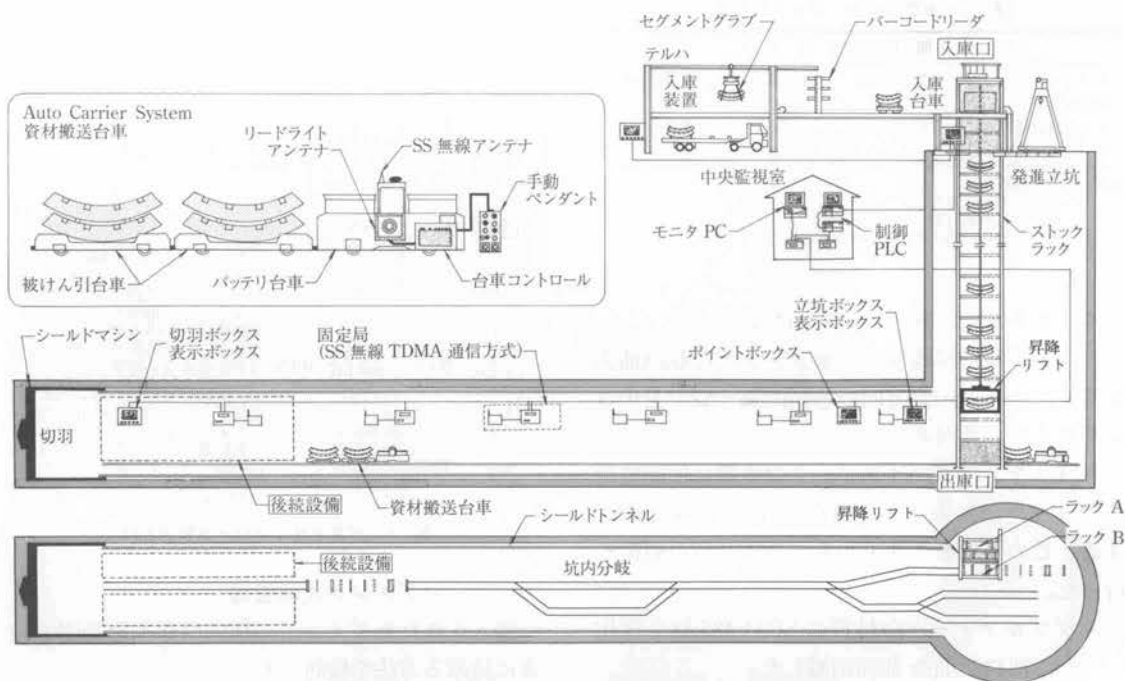 セグメントグラブ
バーコードリーダ
テルハ
入庫口
入庫
装置
入庫
台車
Auto Carrier System
資材搬送台車
リードライト
アンテナ
SS 無線アンテナ
手動
ペンダント
中央監視室
発進立坑
モニタ PC
制御
PLC
ストック
ラック
被けん引台車
バッテリ台車
台車コントロール
シールドマシン
切羽ボックス
表示ボックス
固定局
(SS 無線 TDMA 通信方式)
ポイントボックス
立坑ボックス
表示ボックス
昇降
リフト
切羽
後続設備
資材搬送台車
出庫口
シールドトンネル
昇降リフト
ラック A
ラック B
後続設備
坑内分岐